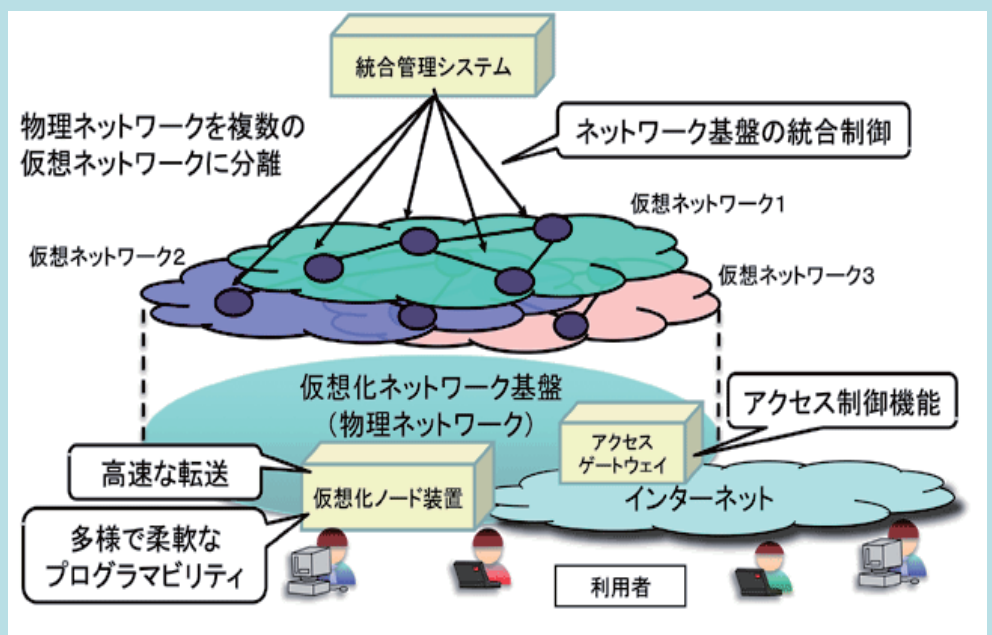 統合管理システム
物理ネットワークを複数の
仮想ネットワークに分離
ネットワーク基盤の統合制御
仮想ネットワーク1
仮想ネットワーク2
仮想ネットワーク3
仮想化ネットワーク基盤
(物理ネットワーク)
アクセス制御機能
アクセス
ゲートウェイ
高速な転送
仮想化ノード装置
インターネット
多様で柔軟な
プログラマビリティ
利用者